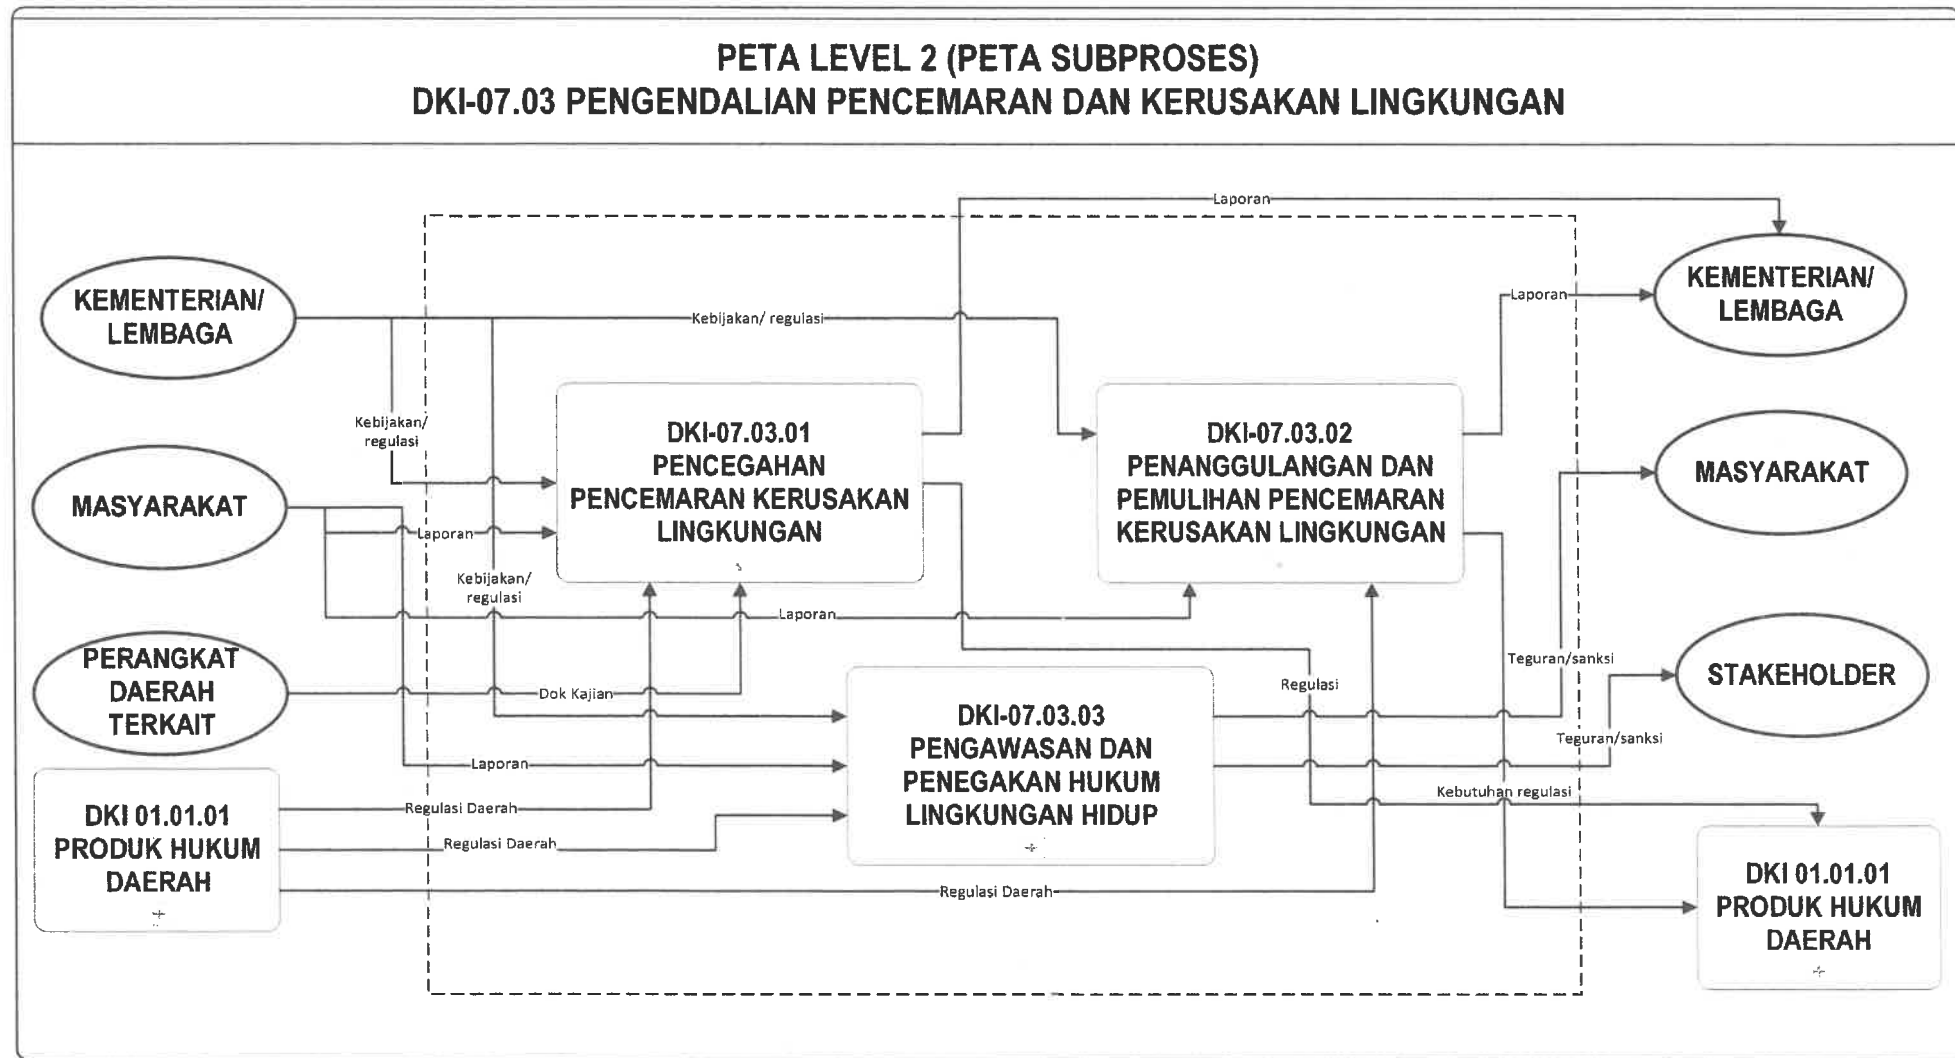 PETA LEVEL 2 (PETA SUBPROSES)
DKI-07.03 PENGENDALIAN PENCEMARAN DAN KERUSAKAN LINGKUNGAN
Laporan
KEMENTERIAN/
LEMBAGA
Kebijakan/ regulasi
Laporan
KEMENTERIAN/
LEMBAGA
Kebijakan/
regulasi
DKI-07.03.01
PENCEGAHAN
PENCEMARAN KERUSAKAN
LINGKUNGAN
DKI-07.03.02
PENANGGULANGAN DAN
PEMULIHAN PENCEMARAN
KERUSAKAN LINGKUNGAN
MASYARAKAT
MASYARAKAT
Laporan
Kebijakan/
regulasi
Laporan
PERANGKAT
DAERAH
TERKAIT
Dok Kajian
Regulasi
Teguran/sanksi
STAKEHOLDER
DKI-07.03.03
PENGAWASAN DAN
PENEGAKAN HUKUM
LINGKUNGAN HIDUP
Teguran/sanksi
Laporan
Kebutuhan regulasi
DKI 01.01.01
PRODUK HUKUM
DAERAH
Regulasi Daerah
Regulasi Daerah
Regulasi Daerah
DKI 01.01.01
PRODUK HUKUM
DAERAH